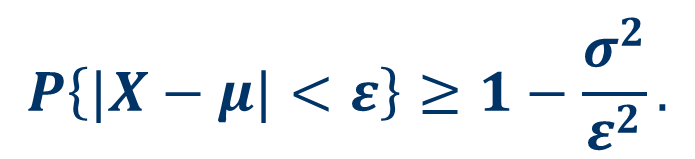 P{|X − μ| < ε} ≥ 1 − σ²/ε².